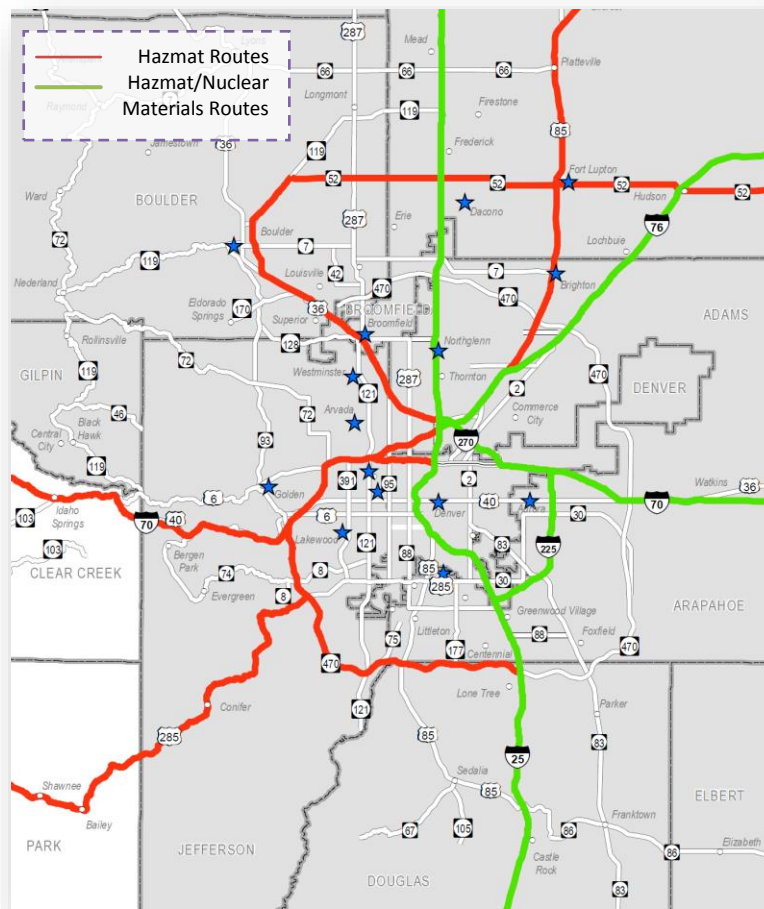 Hazmat Routes
Hazmat/Nuclear
Materials Routes
287
Mead
Platteville
66
66
66
Longmont
Raymond
119
Firestone
85
36
Jamestown
119
Frederick
52
52
Fort Lupton
52
52
Hudson
52
Ward
BOULDER
287
Dacono
Erie
76
72
Boulder
7
Lochbuie
119
Louisville
42
7
Brighton
Nederland
470
470
Eldorado
Springs
170
Superior
36
BROOMFIELD
Broomfield
ADAMS
Rollinsville
128
Northglenn
72
287
Thornton
470
119
GILPIN
Westminster
121
2
DENVER
Arvada
72
Commerce
City
46
Black
Hawk
Central
City
93
270
119
391
95
2
Watkins
36
6
Golden
40
70
Idaho
Springs
Denver
103
70
40
6
30
Lakewood
121
83
225
Bergen
Park
88
103
74
8
85
30
CLEAR CREEK
Evergreen
8
285
ARAPAHOE
Greenwood Village
Littleton
88
Foxfield
75
177
Centennial
470
470
Lone Tree
Conifer
121
Parker
285
85
25
83
Shawnee
Sedalia
85
ELBERT
Bailey
Franktown
67
105
86
Elizabeth
PARK
JEFFERSON
86
Castle
Rock
DOUGLAS
83